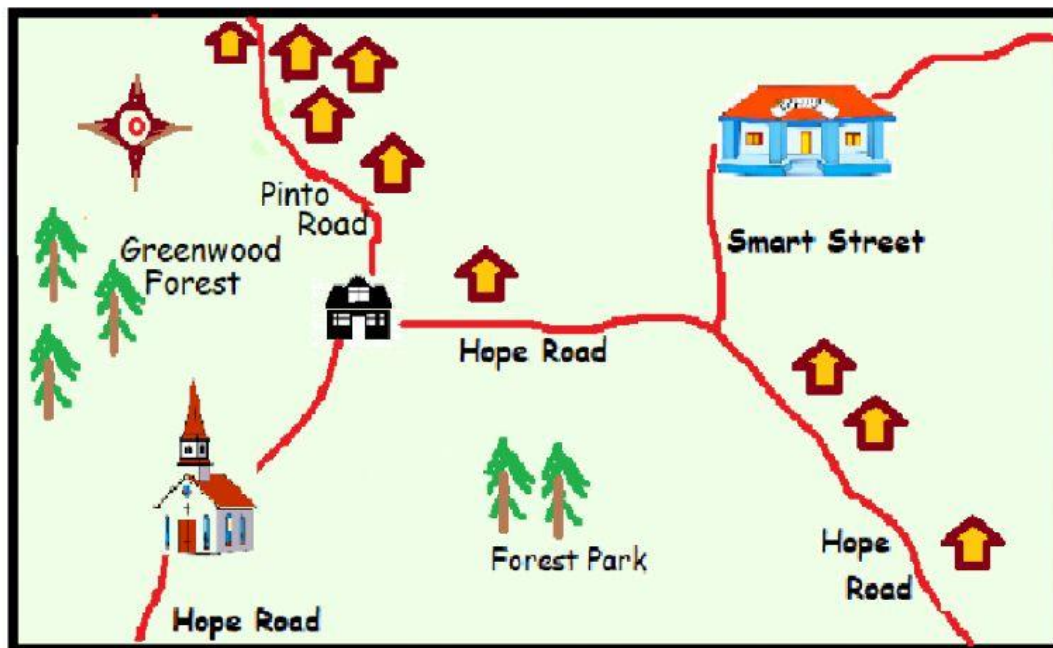 Pinto
Road
Greenwood
Forest
Smart Street
Hope Road
Forest Park
Hope
Road
Hope Road